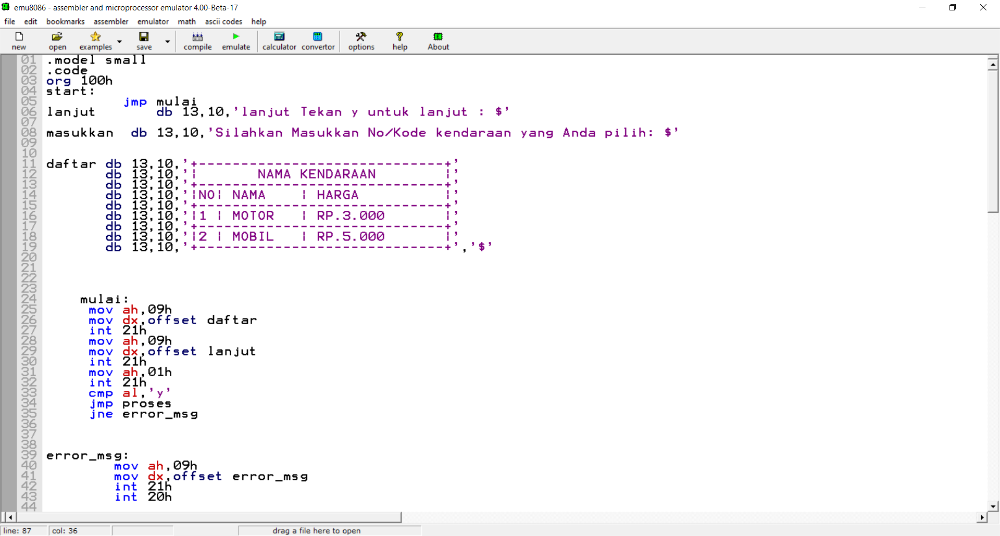 emu8086 - assembler and microprocessor emulator 4.00-Beta-17
file edit bookmarks assembler emulator math ascii codes help
new open examples save compile emulate calculator convertor options help About
01 .model small
02 .code
03 org 100h
04 start:
05 jmp mulai
06 lanjut db 13,10,'lanjut Tekan y untuk lanjut : $'
07
08 masukkan db 13,10,'Silahkan Masukkan No/Kode kendaraan yang Anda pilih: $'
09
10
11 daftar db 13,10,'+-----------------------------+'
12 db 13,10,'|       NAMA KENDARAAN        |'
13 db 13,10,'+-----------------------------+'
14 db 13,10,'|NO| NAMA    | HARGA          |'
15 db 13,10,'+-----------------------------+'
16 db 13,10,'|1 | MOTOR   | RP.3.000       |'
17 db 13,10,'+-----------------------------+'
18 db 13,10,'|2 | MOBIL   | RP.5.000       |'
19 db 13,10,'+-----------------------------+','$'
20
21
22
23
24 mulai:
25 mov ah,09h
26 mov dx,offset daftar
27 int 21h
28 mov ah,09h
29 mov dx,offset lanjut
30 int 21h
31 mov ah,01h
32 int 21h
33 cmp al,'y'
34 jmp proses
35 jne error_msg
36
37
38
39 error_msg:
40 mov ah,09h
41 mov dx,offset error_msg
42 int 21h
43 int 20h
44
line: 87 col: 36 drag a file here to open